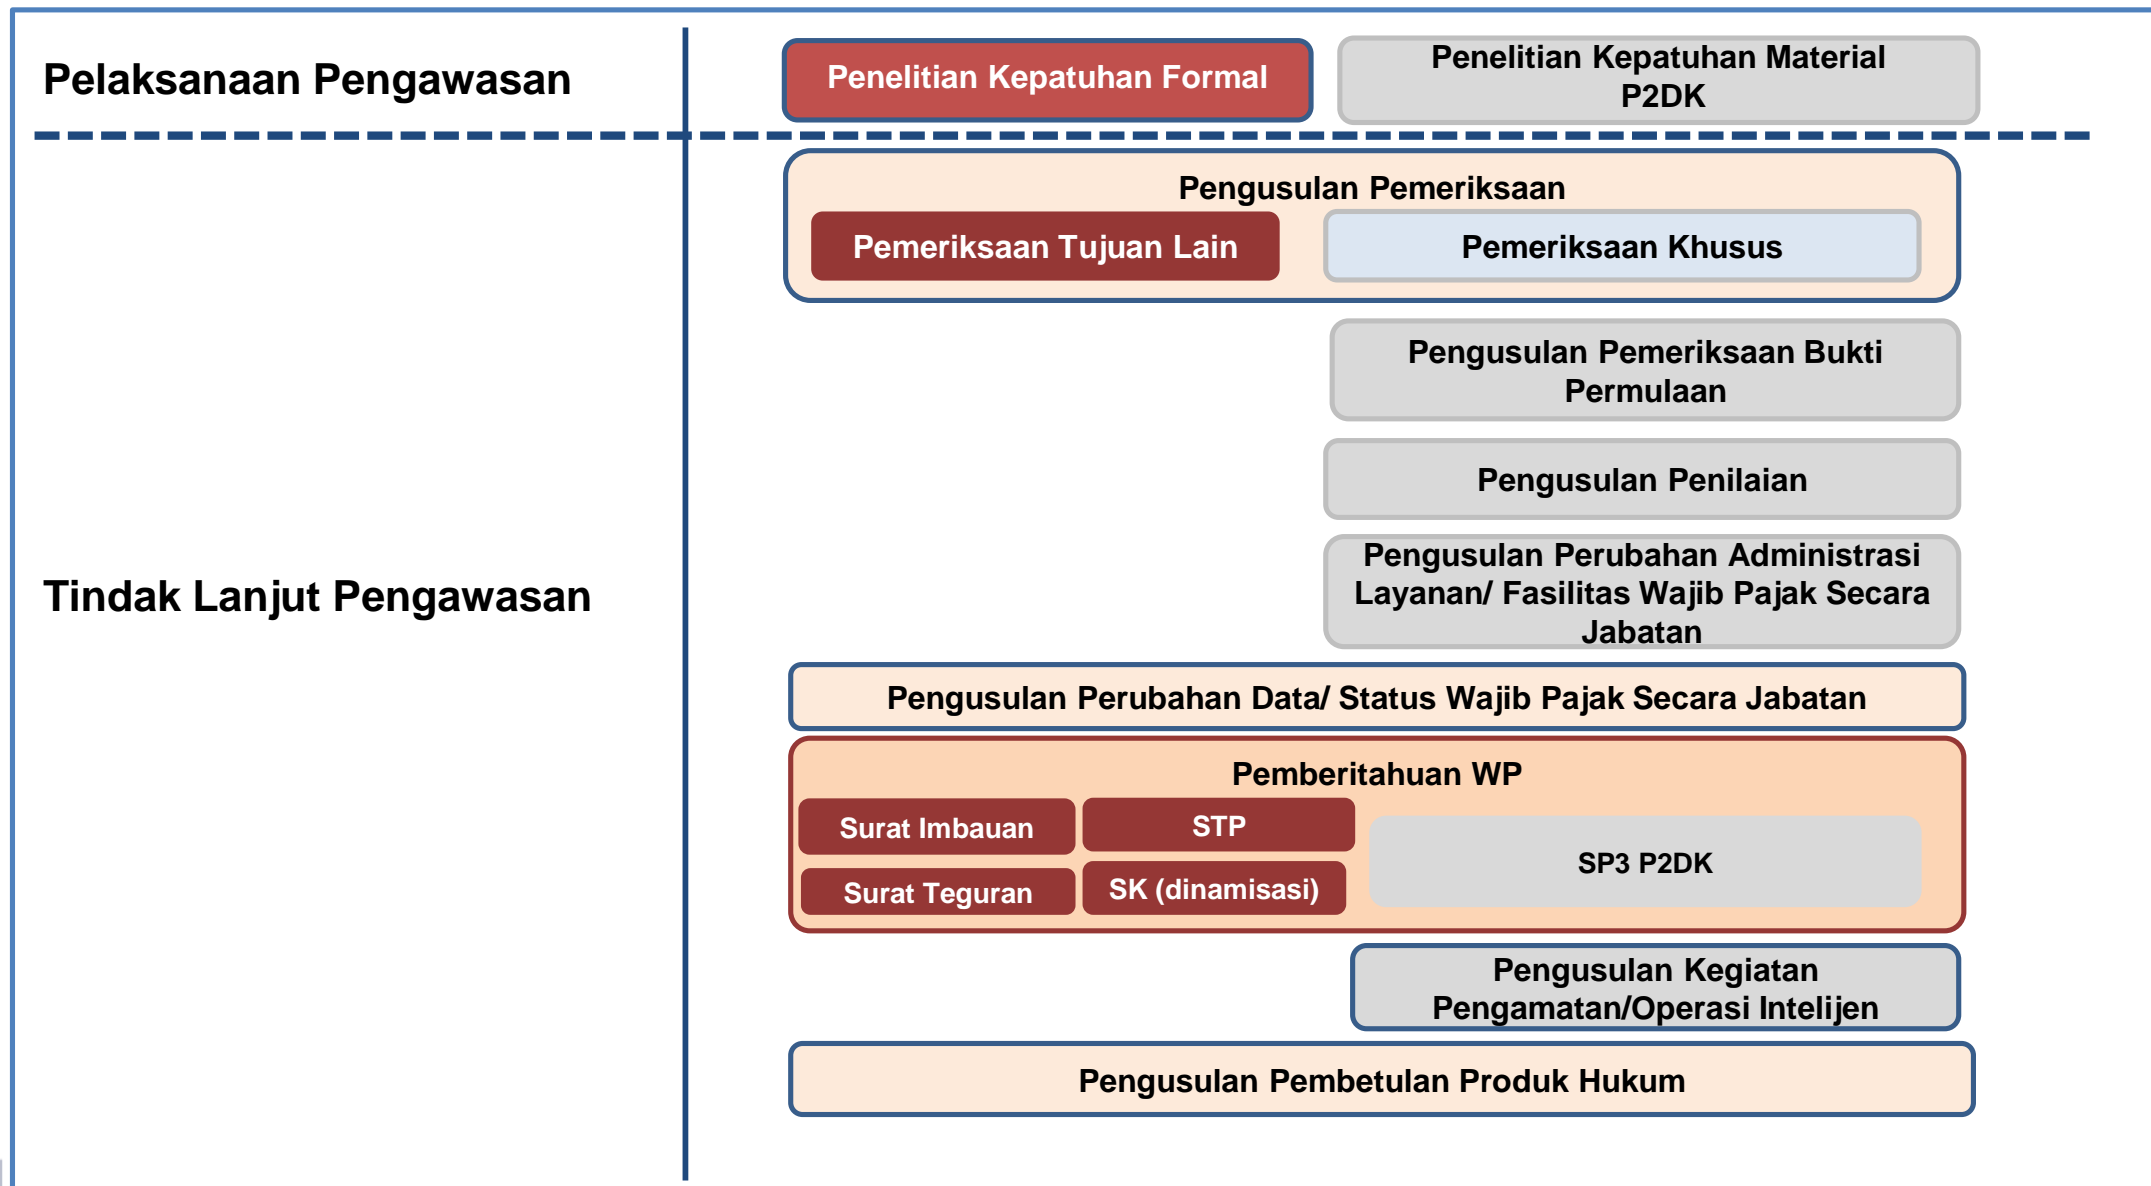 Pelaksanaan Pengawasan
Penelitian Kepatuhan Formal
Penelitian Kepatuhan Material
P2DK
Pengusulan Pemeriksaan
Pemeriksaan Tujuan Lain
Pemeriksaan Khusus
Pengusulan Pemeriksaan Bukti
Permulaan
Pengusulan Penilaian
Tindak Lanjut Pengawasan
Pengusulan Perubahan Administrasi
Layanan/ Fasilitas Wajib Pajak Secara
Jabatan
Pengusulan Perubahan Data/ Status Wajib Pajak Secara Jabatan
Pemberitahuan WP
Surat Imbauan
STP
Surat Teguran
SK (dinamisasi)
SP3 P2DK
Pengusulan Kegiatan
Pengamatan/Operasi Intelijen
Pengusulan Pembetulan Produk Hukum